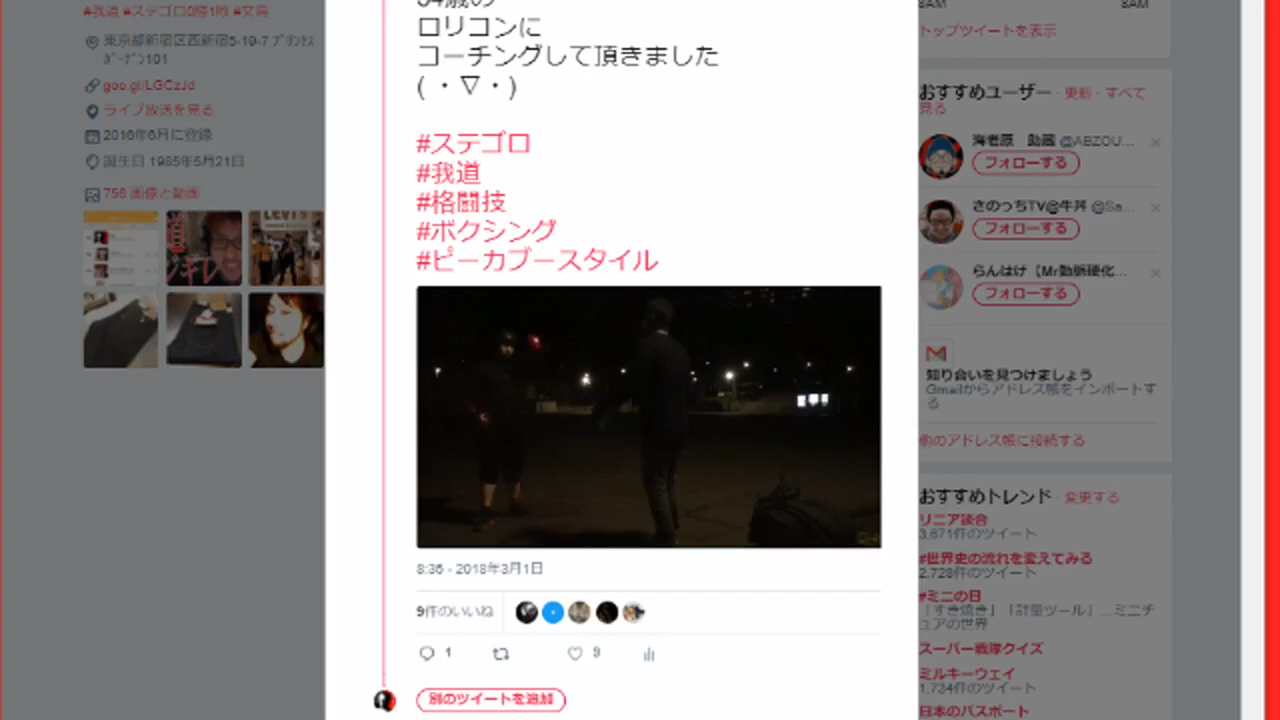 #我道 #ステゴロ0勝1敗
東京都新宿区西新宿5-19-7 プリンセス
ガーデン101
goo.gl/LGCzJd
ライブ放送を見る
2016年6月に登録
誕生日 1985年5月21日
756 画像と動画
ロリコンに
コーチングして頂きました
( ・∇・)
#ステゴロ
#我道
#格闘技
#ボクシング
#ピーカブースタイル
8:36 - 2018年3月1日
9件のいいね
1
9
別のツイートを追加
8AM
8AM
トップツイートを表示
おすすめユーザー · 更新 · すべて
見る
海老原 @ABZOU...
フォローする
さのっちTV@牛丼 @Sa...
フォローする
らんはげ【Mr動脈硬化...
フォローする
知り合いを見つけましょう
Gmailからアドレス帳をインポートす
る
他のアドレス帳に接続する
おすすめトレンド · 変更する
リニア談合
3,671件のツイート
#世界史の流れを変えてみる
2,728件のツイート
#ミニの日
「すき焼き」「計量ツール」...ミニチ
ュアの世界
スーパー戦隊クイズ
ミルキーウェイ
1,734件のツイート
日本のパスポート